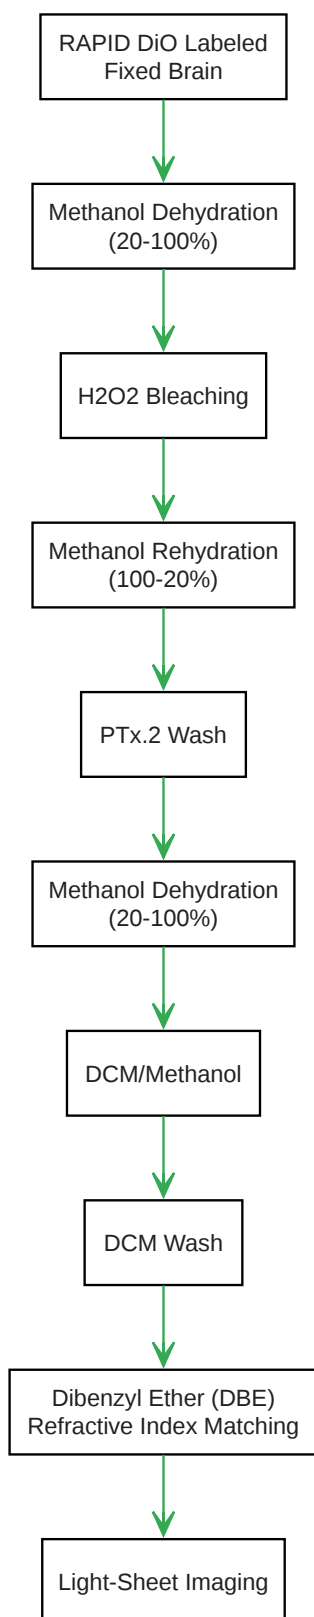 RAPID DiO Labeled
Fixed Brain
Methanol Dehydration
(20-100%)
H2O2 Bleaching
Methanol Rehydration
(100-20%)
PTx.2 Wash
Methanol Dehydration
(20-100%)
DCM/Methanol
DCM Wash
Dibenzyl Ether (DBE)
Refractive Index Matching
Light-Sheet Imaging